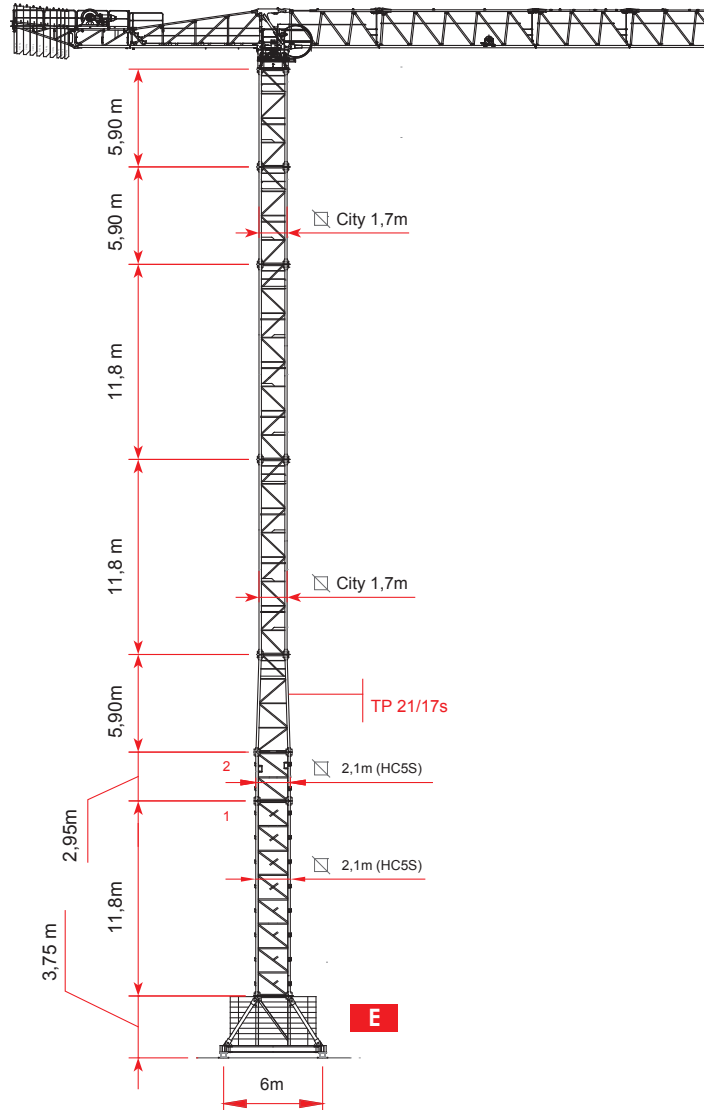 5,90 m
5,90 m
City 1,7m
11,8 m
11,8 m
City 1,7m
5,90m
TP 21/17s
2
2,1m (HC5S)
2,95m
1
2,1m (HC5S)
11,8m
3,75 m
E
6m